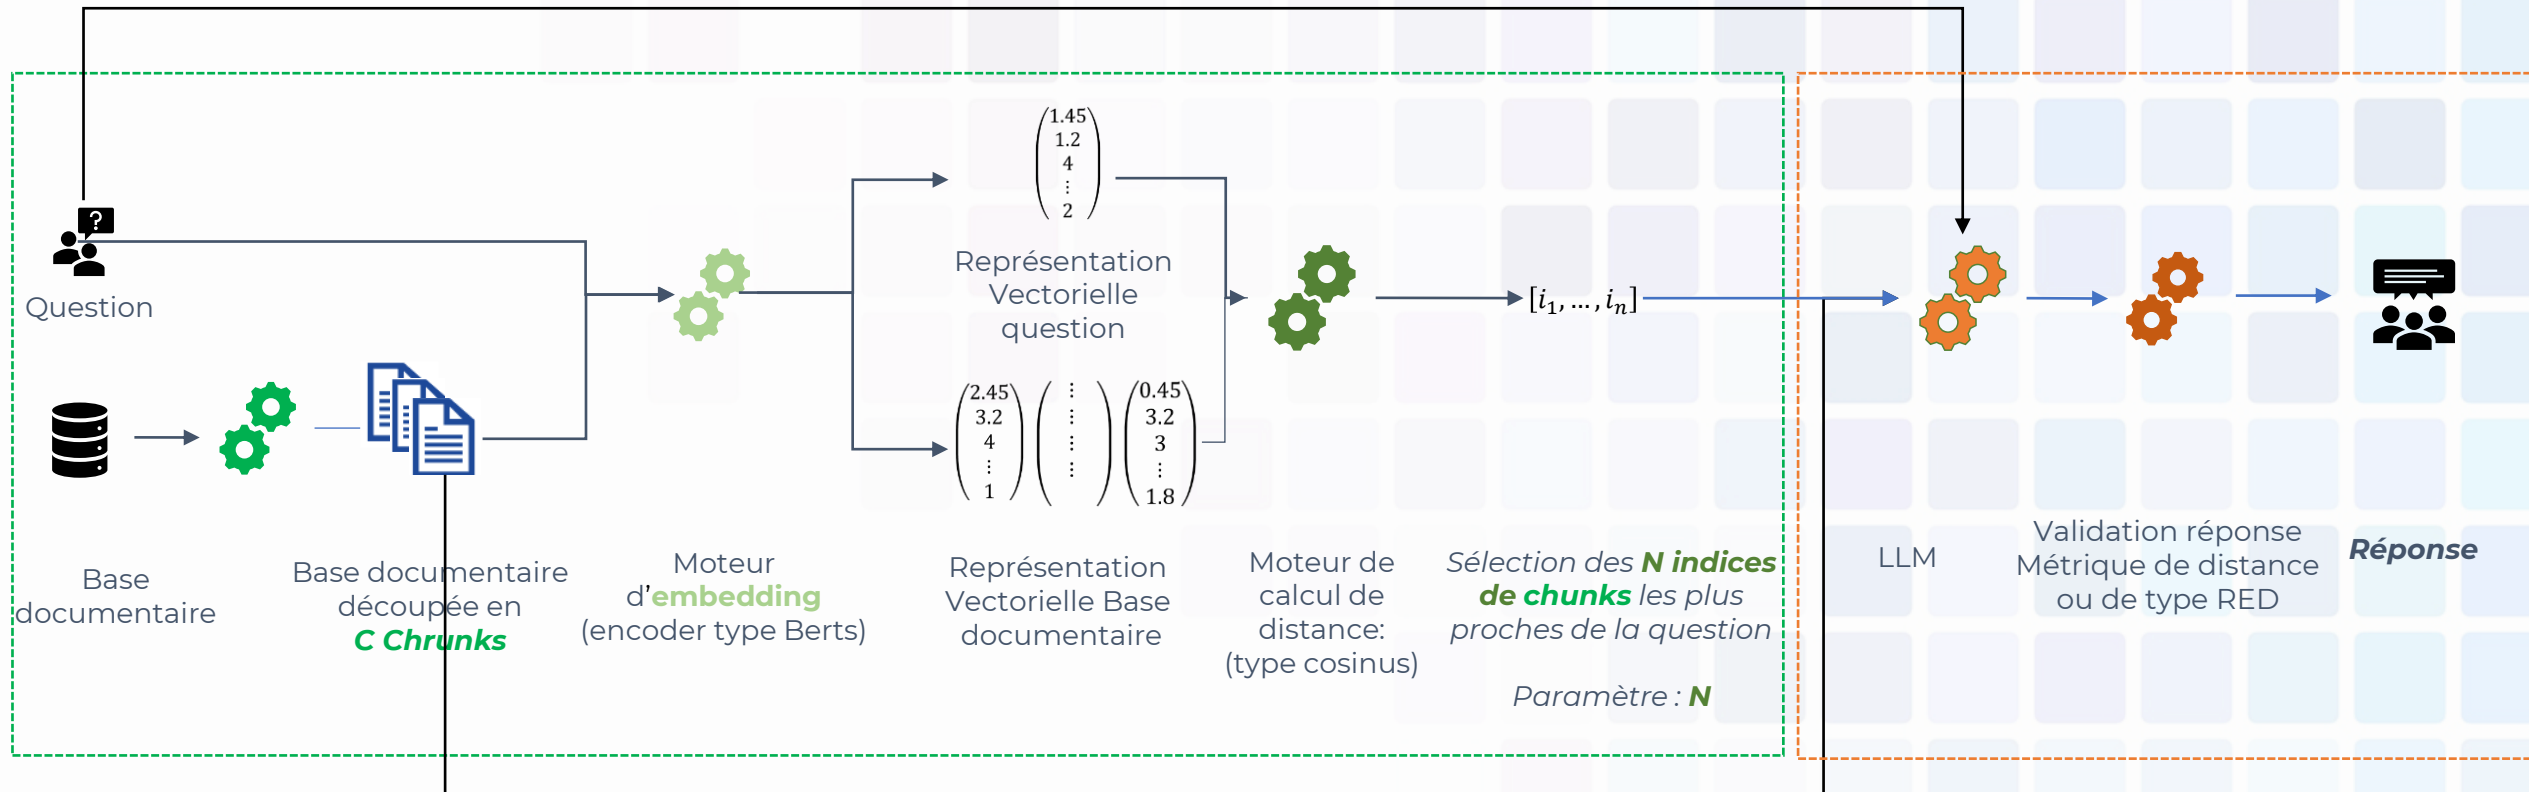 ?
Question
Base
documentaire
Base documentaire
découpée en
C Chrunks
Moteur
d'embedding
(encoder type Berts)
1.45
1.2
4
⋮
2
Représentation
Vectorielle
question
2.45 ⋮ 0.45
3.2 ⋮ 3.2
4 ⋮ 3
⋮ ⋮ ⋮
1 1.8
Représentation
Vectorielle Base
documentaire
Moteur de
calcul de
distance:
(type cosinus)
[i₁, … , iₙ]
Sélection des N indices
de chunks les plus
proches de la question
Paramètre : N
LLM
Validation réponse
Métrique de distance
ou de type RED
Réponse